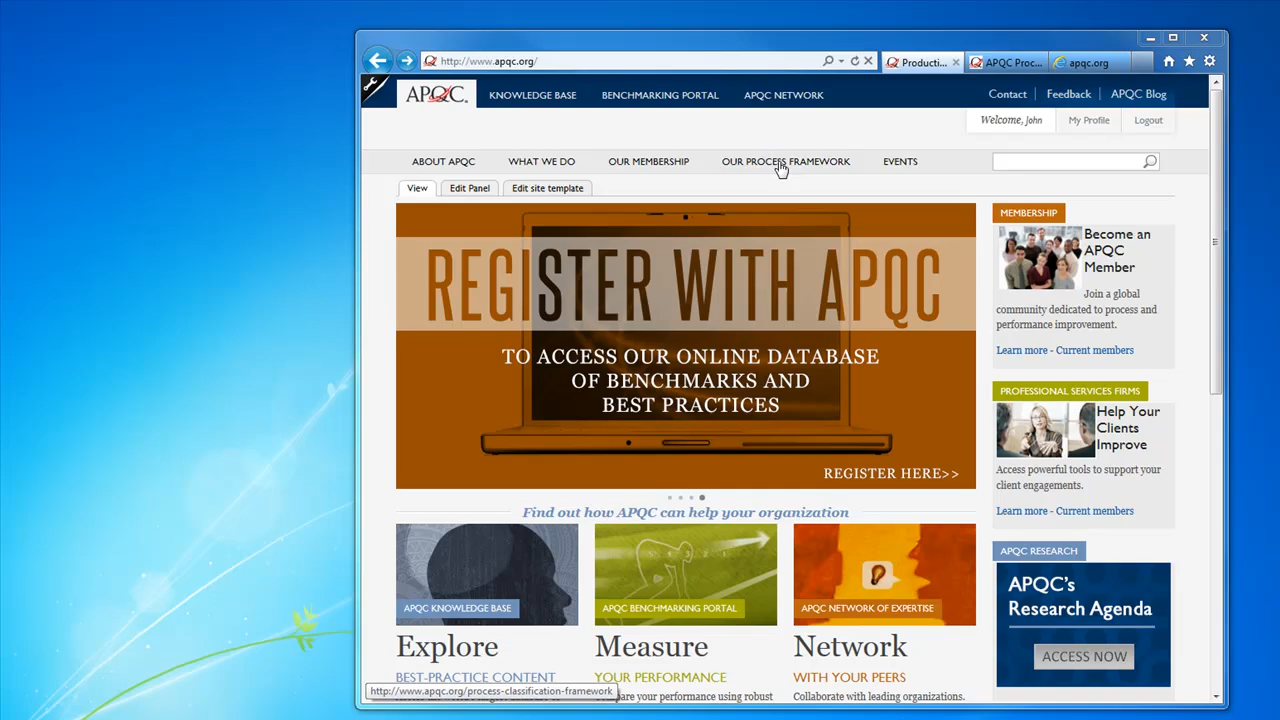 http://www.apqc.org/
Producti...
APQC Proc...
apqc.org
APQC
KNOWLEDGE BASE
BENCHMARKING PORTAL
APQC NETWORK
Contact
Feedback
APQC Blog
Welcome, John
My Profile
Logout
ABOUT APQC
WHAT WE DO
OUR MEMBERSHIP
OUR PROCESS FRAMEWORK
EVENTS
View
Edit Panel
Edit site template
REGISTER WITH APQC
TO ACCESS OUR ONLINE DATABASE
OF BENCHMARKS AND
BEST PRACTICES
REGISTER HERE>>
MEMBERSHIP
Become an
APQC
Member
Join a global
community dedicated to process and
performance improvement.
Learn more - Current members
PROFESSIONAL SERVICES FIRMS
Help Your
Clients
Improve
Access powerful tools to support your
client engagements.
Learn more - Current members
APQC RESEARCH
APQC's
Research Agenda
ACCESS NOW
Find out how APQC can help your organization
APQC KNOWLEDGE BASE
Explore
BEST-PRACTICE CONTENT
APQC BENCHMARKING PORTAL
Measure
YOUR PERFORMANCE
pare your performance using robust
APQC NETWORK OF EXPERTISE
Network
WITH YOUR PEERS
Collaborate with leading organizations.
http://www.apqc.org/process-classification-framework